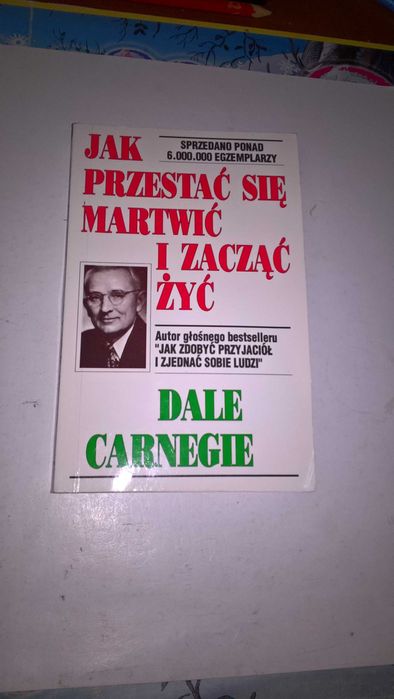 JAK
SPRZEDANO PONAD
6.000.000 EGZEMPLARZY
PRZESTAĆ SIĘ
MARTWIĆ
I ZACZĄĆ
ŻYĆ
Autor głośnego bestselleru
"JAK ZDOBYĆ PRZYJACIÓŁ
I ZJEDNAĆ SOBIE LUDZI"
DALE
CARNEGIE